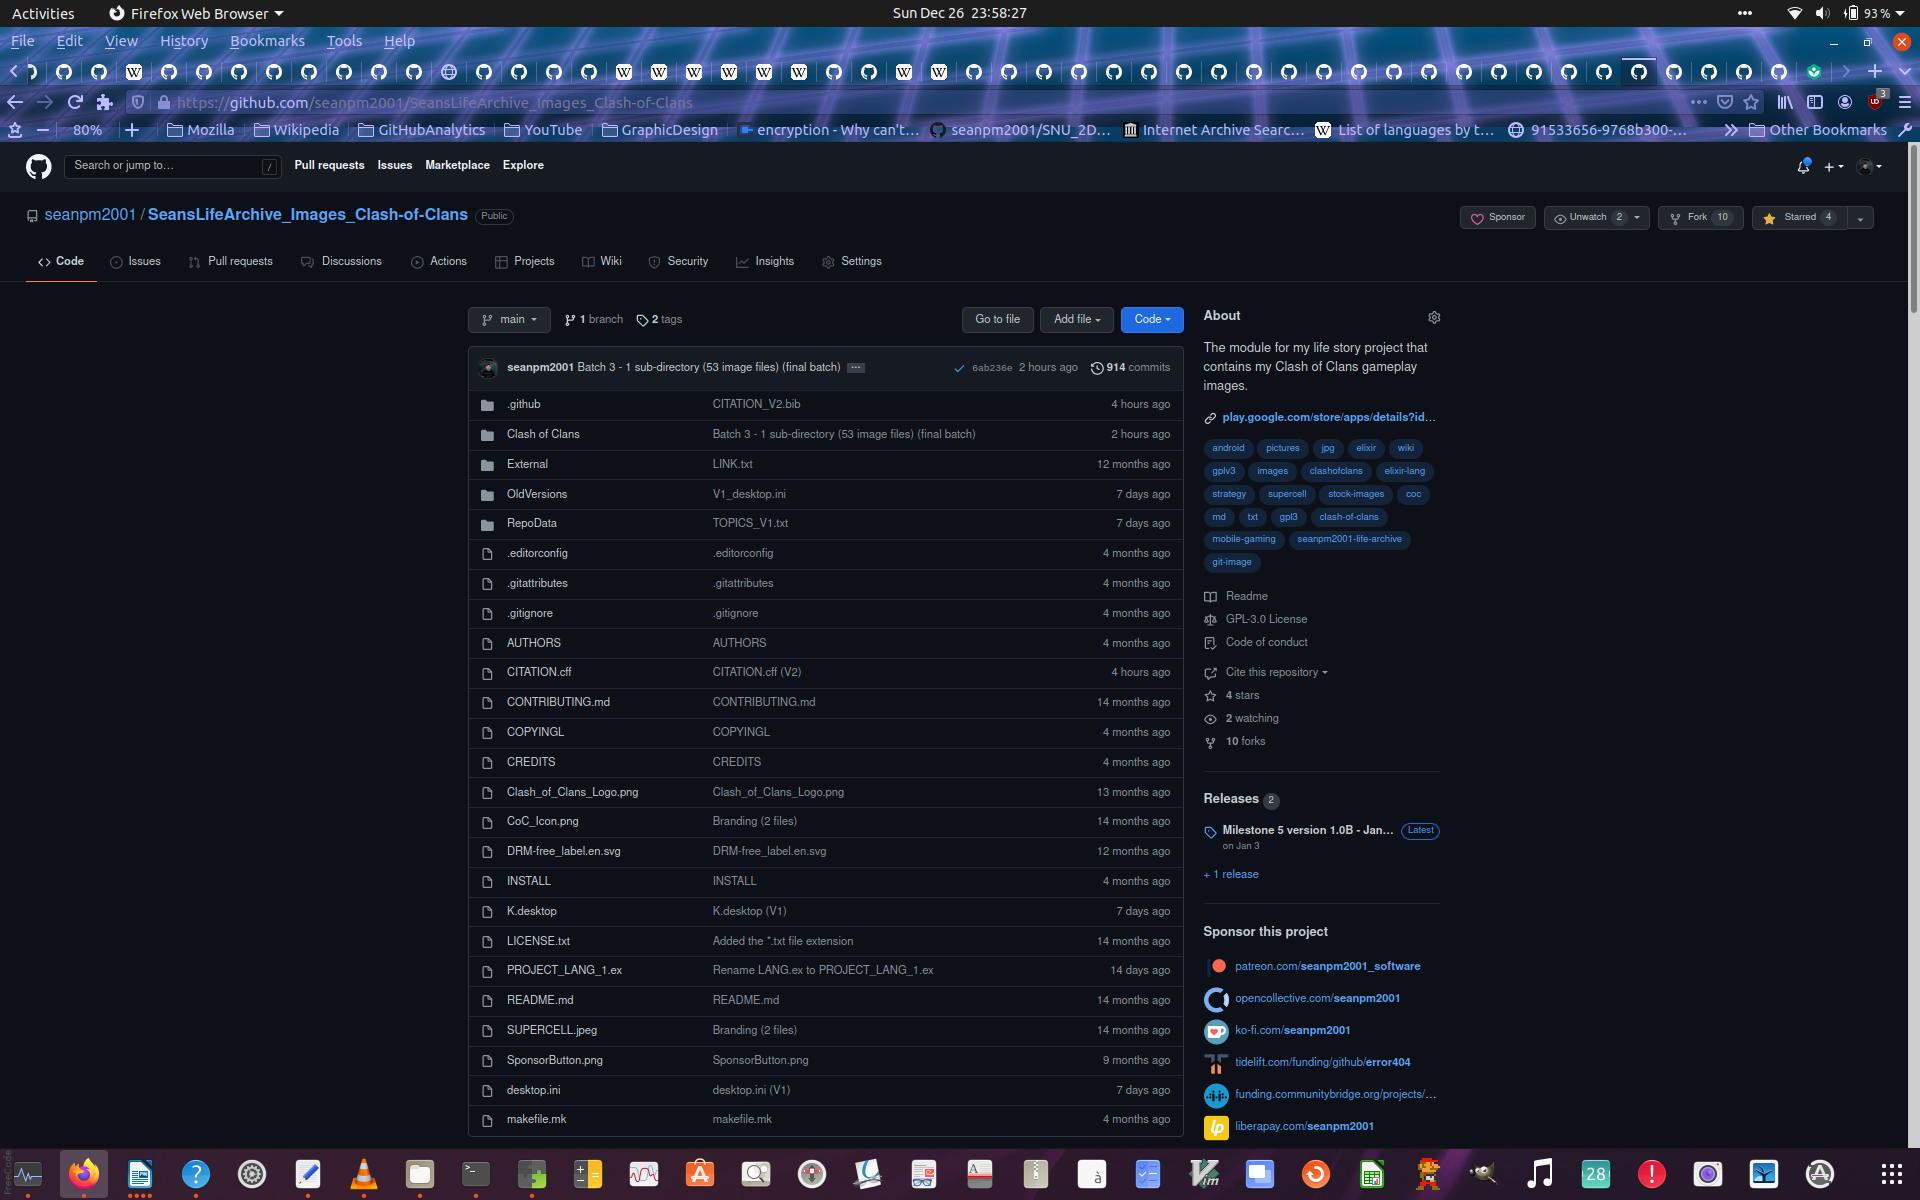 Activities Firefox Web Browser Sun Dec 26 23:58:27 93 %
File Edit View History Bookmarks Tools Help
https://github.com/seanpm2001/SeansLifeArchive_Images_Clash-of-Clans 3
80% Mozilla Wikipedia GitHubAnalytics YouTube GraphicDesign encryption - Why can't… seanpm2001/SNU_2D… Internet Archive Searc… List of languages by t… 91533656-9768b300-… Other Bookmarks
Search or jump to… / Pull requests Issues Marketplace Explore
seanpm2001 / SeansLifeArchive_Images_Clash-of-Clans Public Sponsor Unwatch 2 Fork 10 Starred 4
Code Issues Pull requests Discussions Actions Projects Wiki Security Insights Settings
main 1 branch 2 tags Go to file Add file Code
seanpm2001 Batch 3 - 1 sub-directory (53 image files) (final batch) 6ab236e 2 hours ago 914 commits
.github CITATION_V2.bib 4 hours ago
Clash of Clans Batch 3 - 1 sub-directory (53 image files) (final batch) 2 hours ago
External LINK.txt 12 months ago
OldVersions V1_desktop.ini 7 days ago
RepoData TOPICS_V1.txt 7 days ago
.editorconfig .editorconfig 4 months ago
.gitattributes .gitattributes 4 months ago
.gitignore .gitignore 4 months ago
AUTHORS AUTHORS 4 months ago
CITATION.cff CITATION.cff (V2) 4 hours ago
CONTRIBUTING.md CONTRIBUTING.md 14 months ago
COPYINGL COPYINGL 4 months ago
CREDITS CREDITS 4 months ago
Clash_of_Clans_Logo.png Clash_of_Clans_Logo.png 13 months ago
CoC_Icon.png Branding (2 files) 14 months ago
DRM-free_label.en.svg DRM-free_label.en.svg 12 months ago
INSTALL INSTALL 4 months ago
K.desktop K.desktop (V1) 7 days ago
LICENSE.txt Added the *.txt file extension 14 months ago
PROJECT_LANG_1.ex Rename LANG.ex to PROJECT_LANG_1.ex 14 days ago
README.md README.md 14 months ago
SUPERCELL.jpeg Branding (2 files) 14 months ago
SponsorButton.png SponsorButton.png 9 months ago
desktop.ini desktop.ini (V1) 7 days ago
makefile.mk makefile.mk 4 months ago
About
The module for my life story project that
contains my Clash of Clans gameplay
images.
play.google.com/store/apps/details?id…
android pictures jpg elixir wiki
gplv3 images clashofclans elixir-lang
strategy supercell stock-images coc
md txt gpl3 clash-of-clans
mobile-gaming seanpm2001-life-archive
git-image
Readme
GPL-3.0 License
Code of conduct
Cite this repository
4 stars
2 watching
10 forks
Releases 2
Milestone 5 version 1.0B - Jan… Latest
on Jan 3
+ 1 release
Sponsor this project
patreon.com/seanpm2001_software
opencollective.com/seanpm2001
ko-fi.com/seanpm2001
tidelift.com/funding/github/error404
funding.communitybridge.org/projects/…
liberapay.com/seanpm2001
28